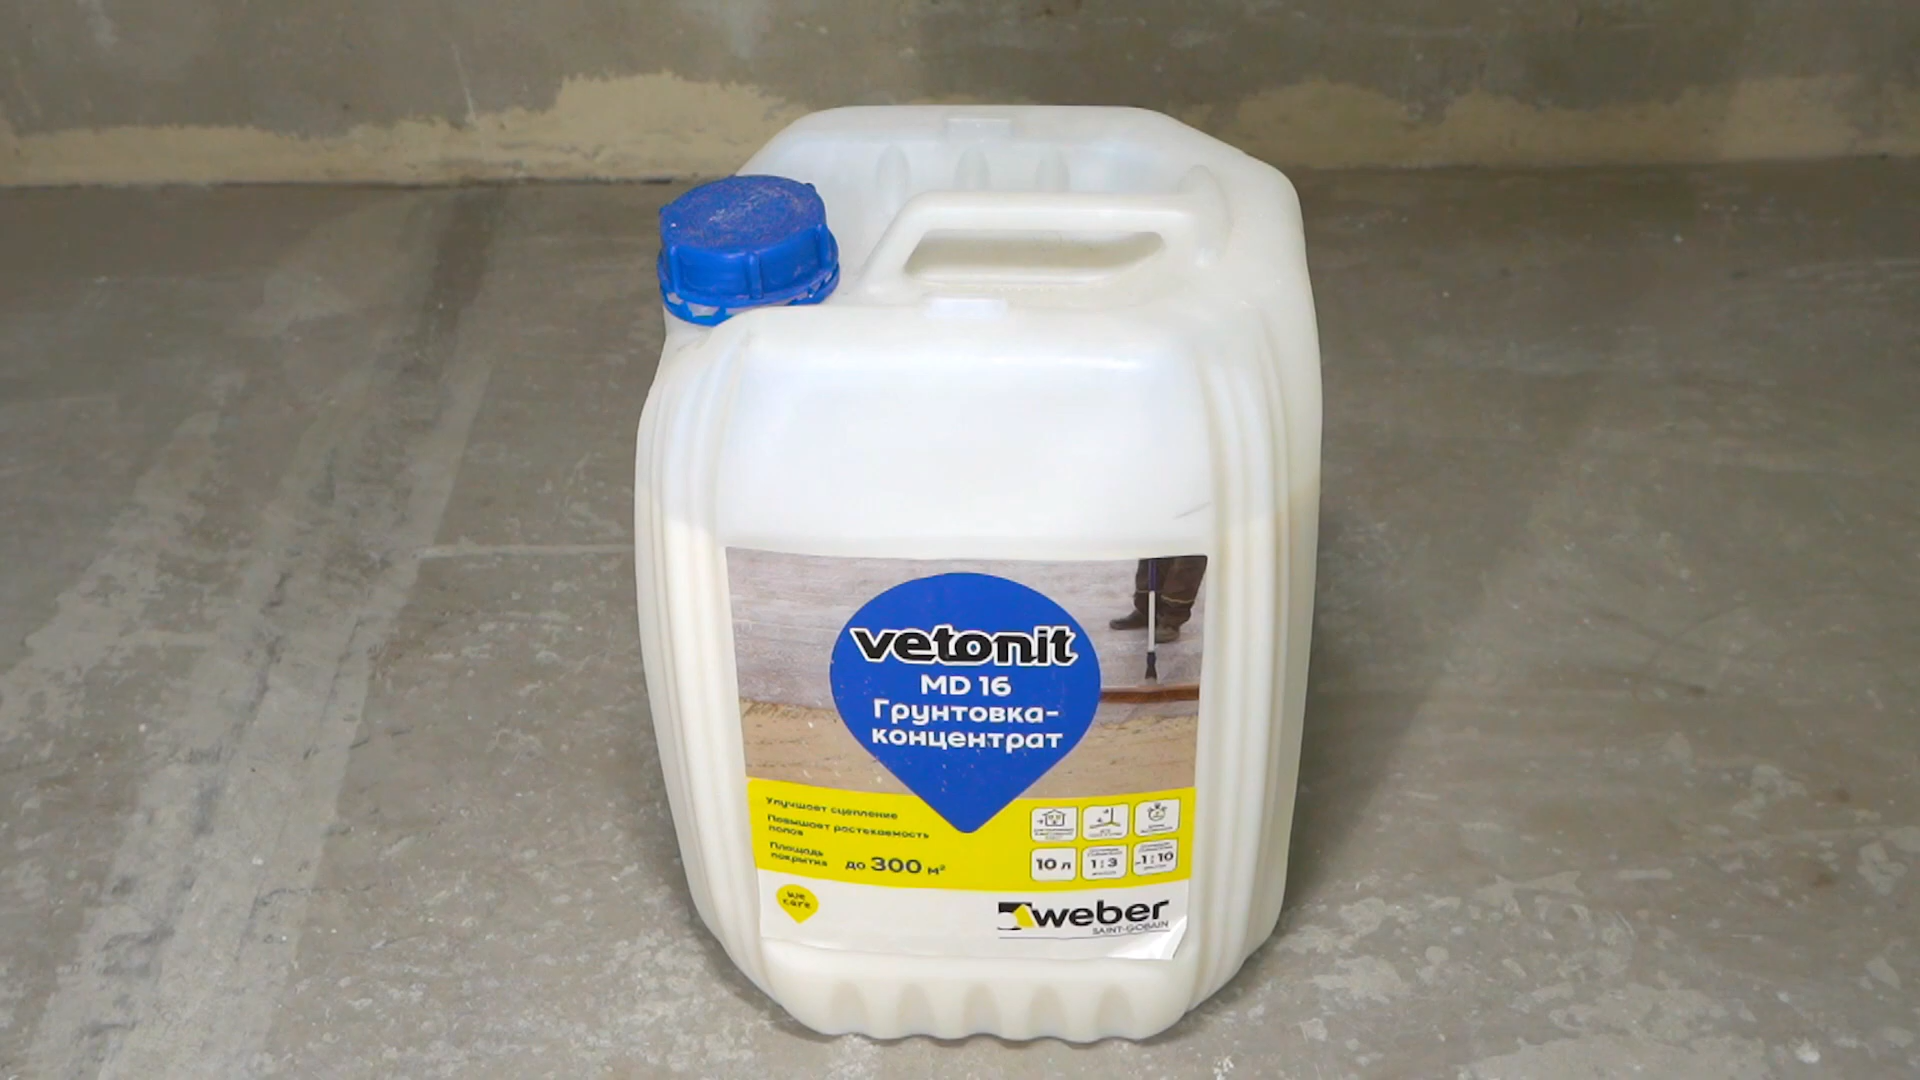 vetonit
MD 16
Грунтовка-
концентрат
Улучшает сцепление
Повышает растекаемость
полов
Площадь
покрытия до 300 м²
10 л
1:3
1:10
we
care
weber
SAINT-GOBAIN